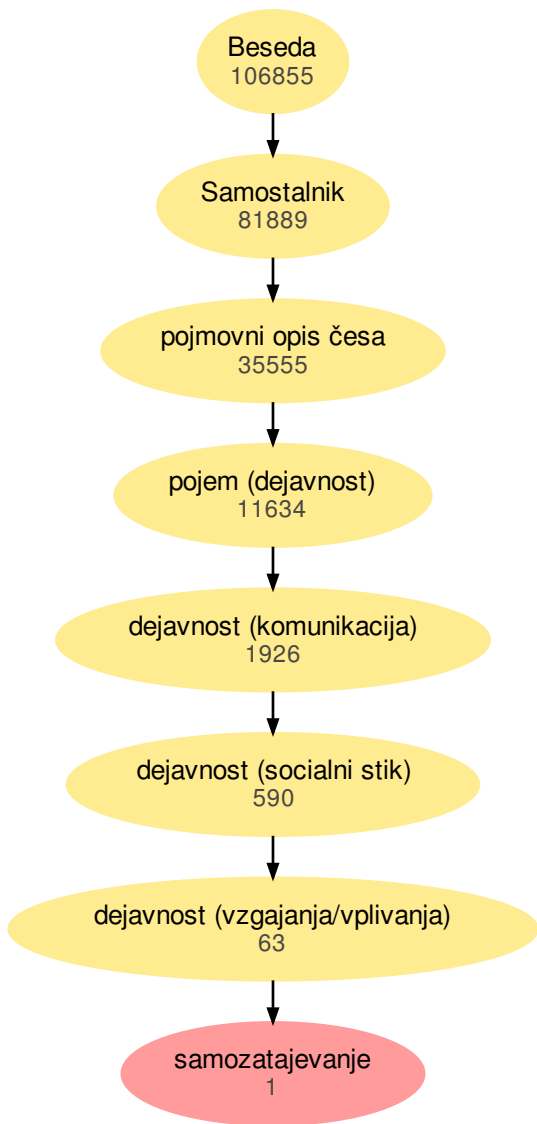 Beseda
106855
Samostalnik
81889
pojmovni opis česa
35555
pojem (dejavnost)
11634
dejavnost (komunikacija)
1926
dejavnost (socialni stik)
590
dejavnost (vzgajanja/vplivanja)
63
samozatajevanje
1